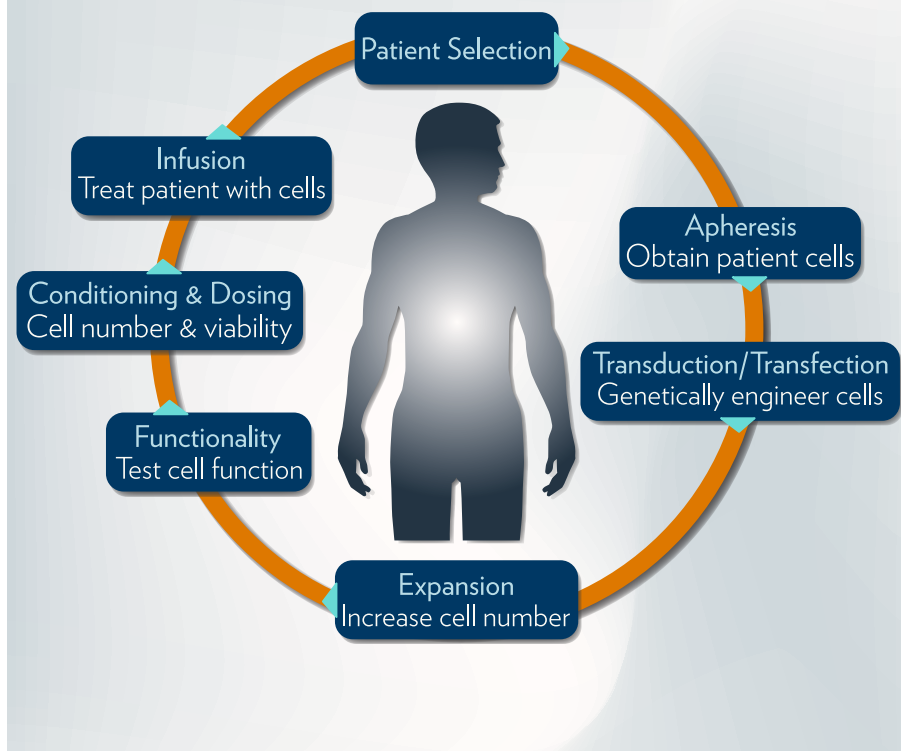 Patient Selection
Infusion
Treat patient with cells
Apheresis
Obtain patient cells
Conditioning & Dosing
Cell number & viability
Transduction/Transfection
Genetically engineer cells
Functionality
Test cell function
Expansion
Increase cell number